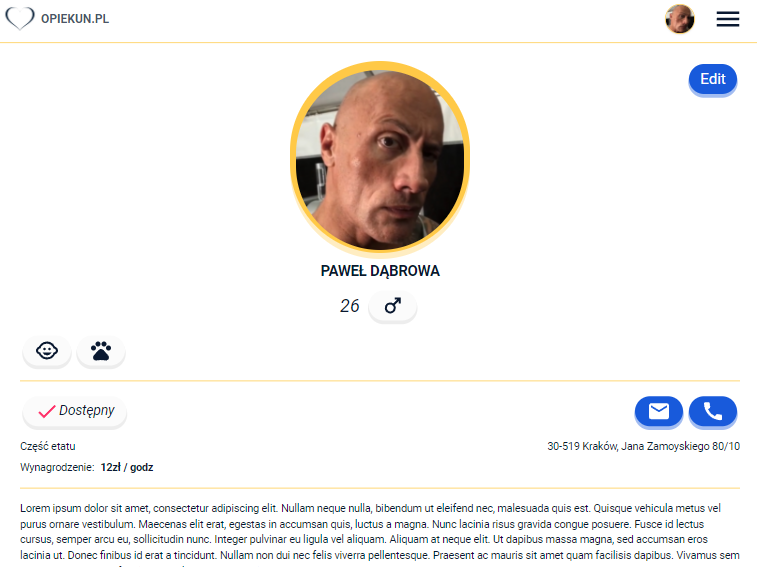 OPIEKUN.PL
Edit
PAWEŁ DĄBROWA
26
Dostępny
Część etatu
30-519 Kraków, Jana Zamoyskiego 80/10
Wynagrodzenie: 12zł / godz
Lorem ipsum dolor sit amet, consectetur adipiscing elit. Nullam neque nulla, bibendum ut eleifend nec, malesuada quis est. Quisque vehicula metus vel
purus ornare vestibulum. Maecenas elit erat, egestas in accumsan quis, luctus a magna. Nunc lacinia risus gravida congue posuere. Fusce id lectus
cursus, semper arcu eu, sollicitudin nunc. Integer pulvinar eu ligula vel aliquam. Aliquam at neque elit. Ut dapibus massa magna, sed accumsan eros
lacinia ut. Donec finibus id erat a tincidunt. Nullam non dui nec felis viverra pellentesque. Praesent ac mauris sit amet quam facilisis dapibus. Vivamus sem